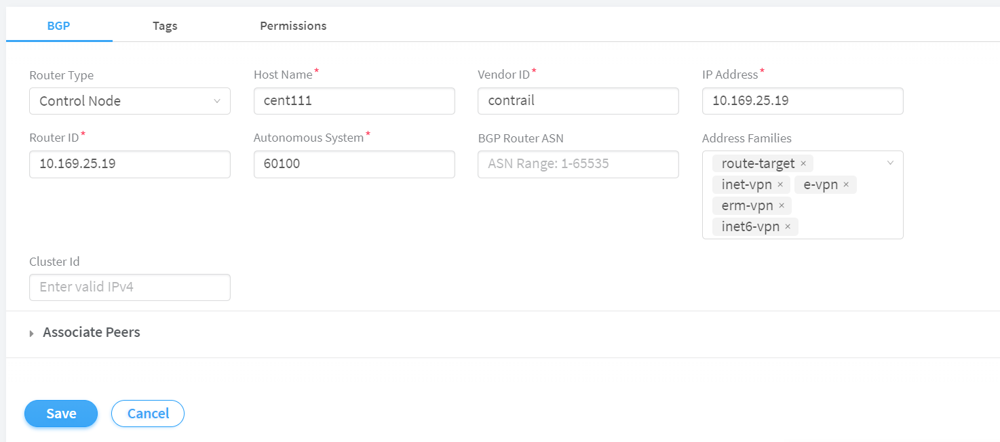 BGP Tags Permissions
Router Type Host Name* Vendor ID* IP Address*
Control Node cent111 contrail 10.169.25.19
Router ID* Autonomous System* BGP Router ASN Address Families
10.169.25.19 60100 ASN Range: 1-65535 route-target ×
inet-vpn × e-vpn ×
erm-vpn ×
inet6-vpn ×
Cluster Id
Enter valid IPv4
Associate Peers
Save Cancel